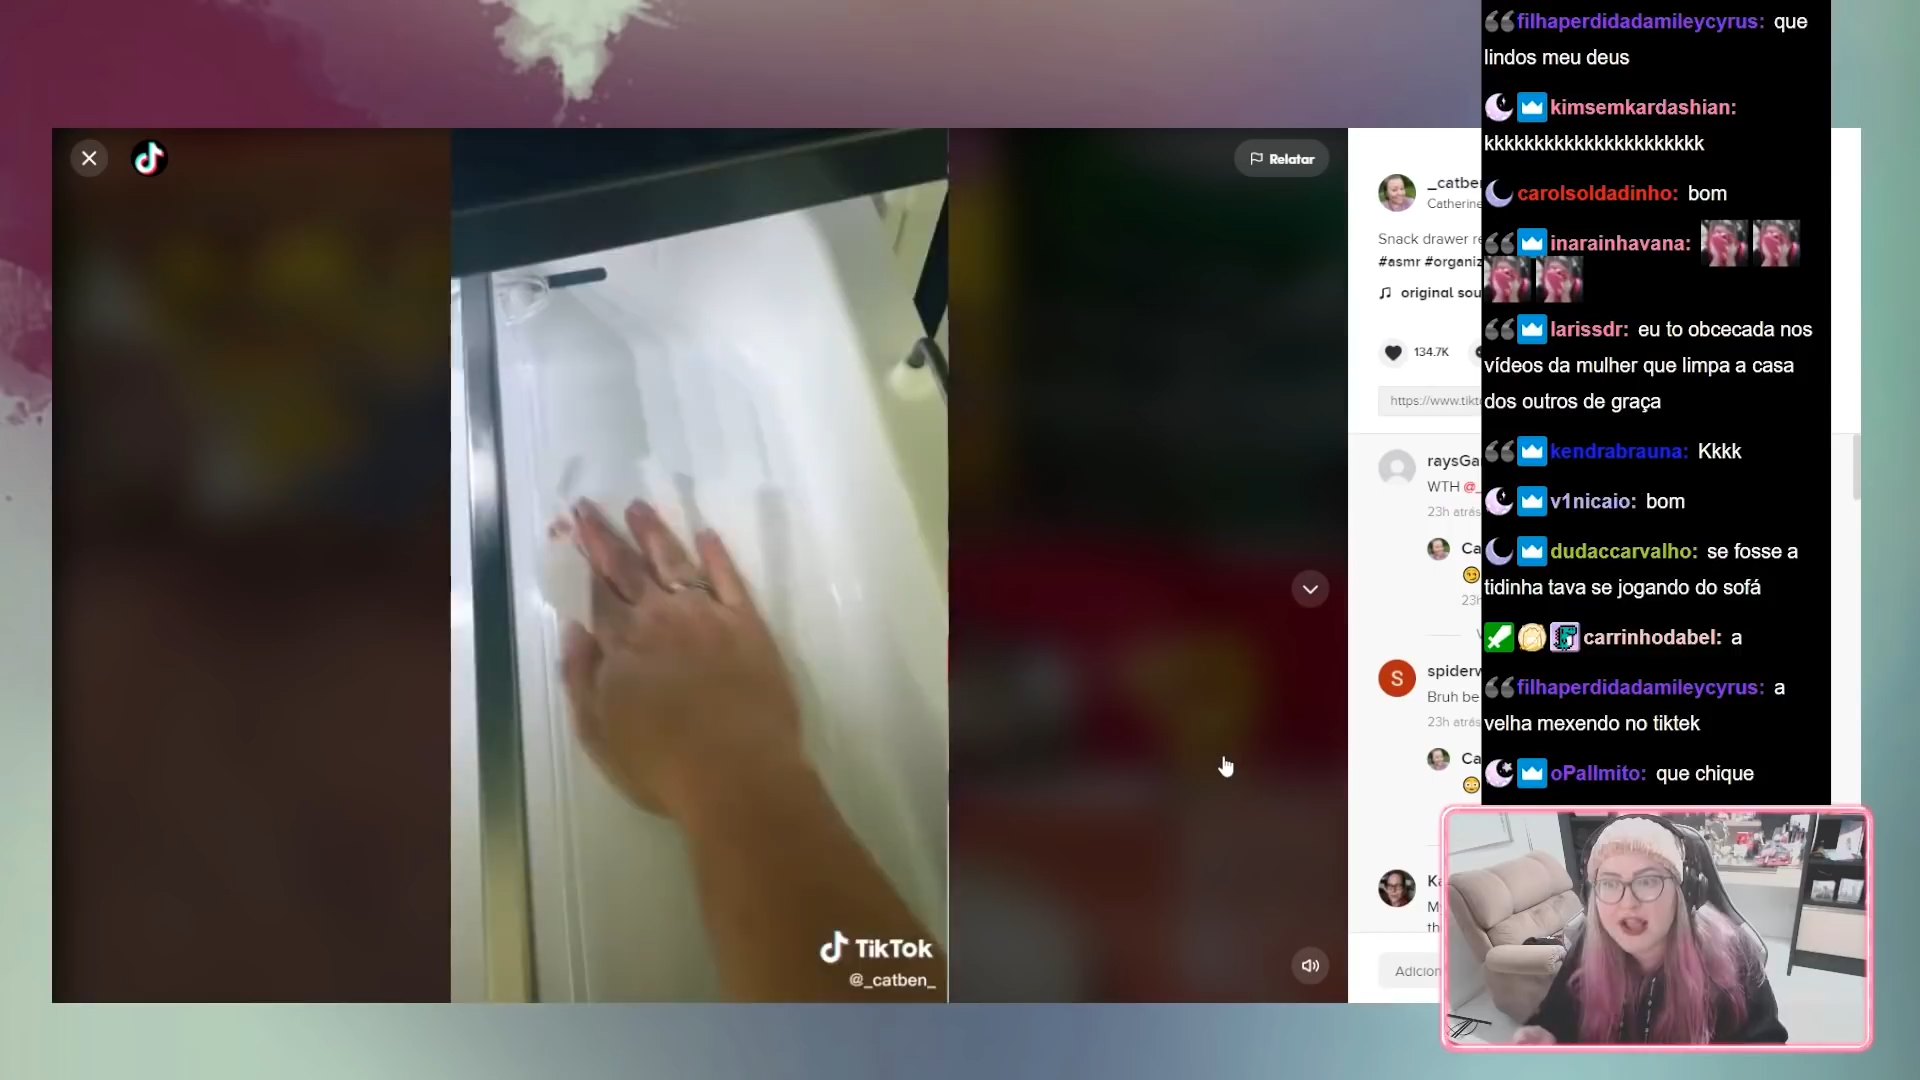 Relatar
TikTok
@_catben_
_catbe
Catherine
Snack drawer re
#asmr #organiz
original sou
134.7K
https://www.tikt
raysGa
WTH @_
23h atrás
Ca
23h
spiderw
Bruh be
23h atrás
Ca
S
Ka
My
th
Adicion
filhaperdidadamileycyrus: que
lindos meu deus
kimsemkardashian:
kkkkkkkkkkkkkkkkkkkkk
carolsoldadinho: bom
inarainhavana:
larissdr: eu to obcecada nos
vídeos da mulher que limpa a casa
dos outros de graça
kendrabrauna: Kkkk
v1nicaio: bom
dudaccarvalho: se fosse a
tidinha tava se jogando do sofá
carrinhodabel: a
filhaperdidadamileycyrus: a
velha mexendo no tiktek
oPallmito: que chique